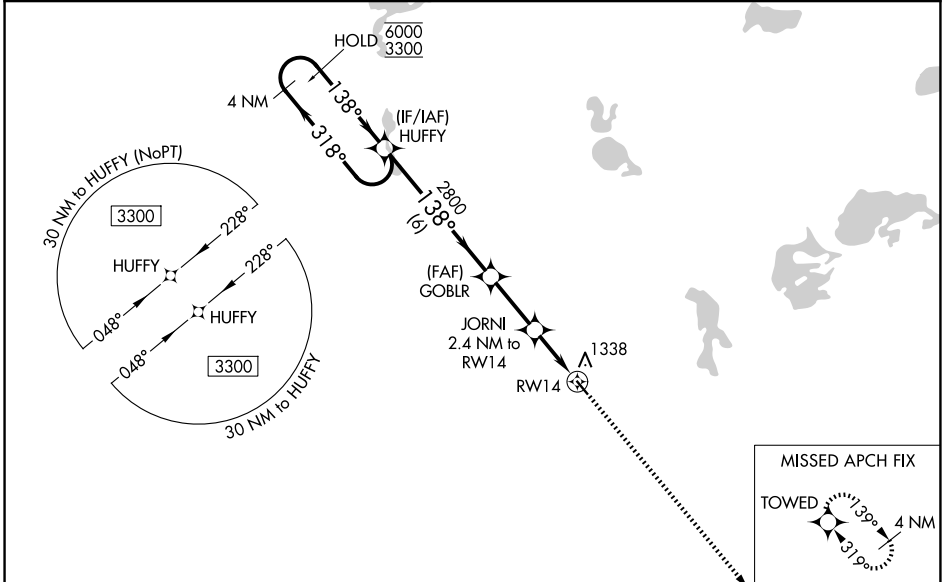 HOLD 6000
3300
4 NM
138°
318°
(IF/IAF)
HUFFY
2800
138°
(6)
30 NM to HUFFY (NoPT)
3300
228°
HUFFY
048°
228°
HUFFY
048°
3300
30 NM to HUFFY
(FAF)
GOBLR
JORNI
2.4 NM to
RW14
1338
RW14
MISSED APCH FIX
TOWED
139°
4 NM
319°